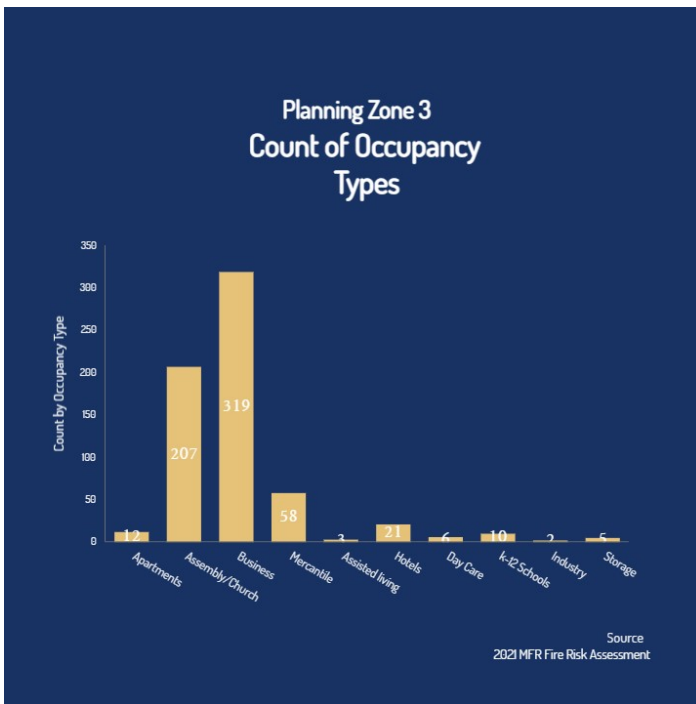 Planning Zone 3
Count of Occupancy
Types
Count by Occupancy Type
350
300
250
200
150
100
50
0
12
207
319
58
3
21
6
10
2
5
Apartments
Assembly/Church
Business
Mercantile
Assisted living
Hotels
Day Care
k-12 Schools
Industry
Storage
Source
2021 MFR Fire Risk Assessment